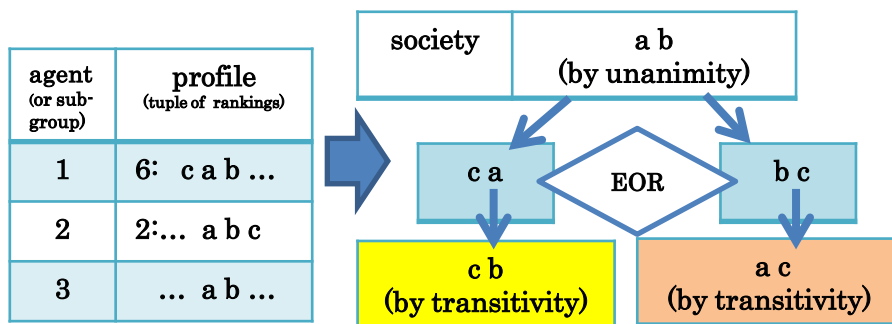 agent
(or sub-
group)
profile
(tuple of rankings)
1
6: c a b ...
2
2:... a b c
3
... a b ...
society
a b
(by unanimity)
c a
EOR
b c
c b
(by transitivity)
a c
(by transitivity)